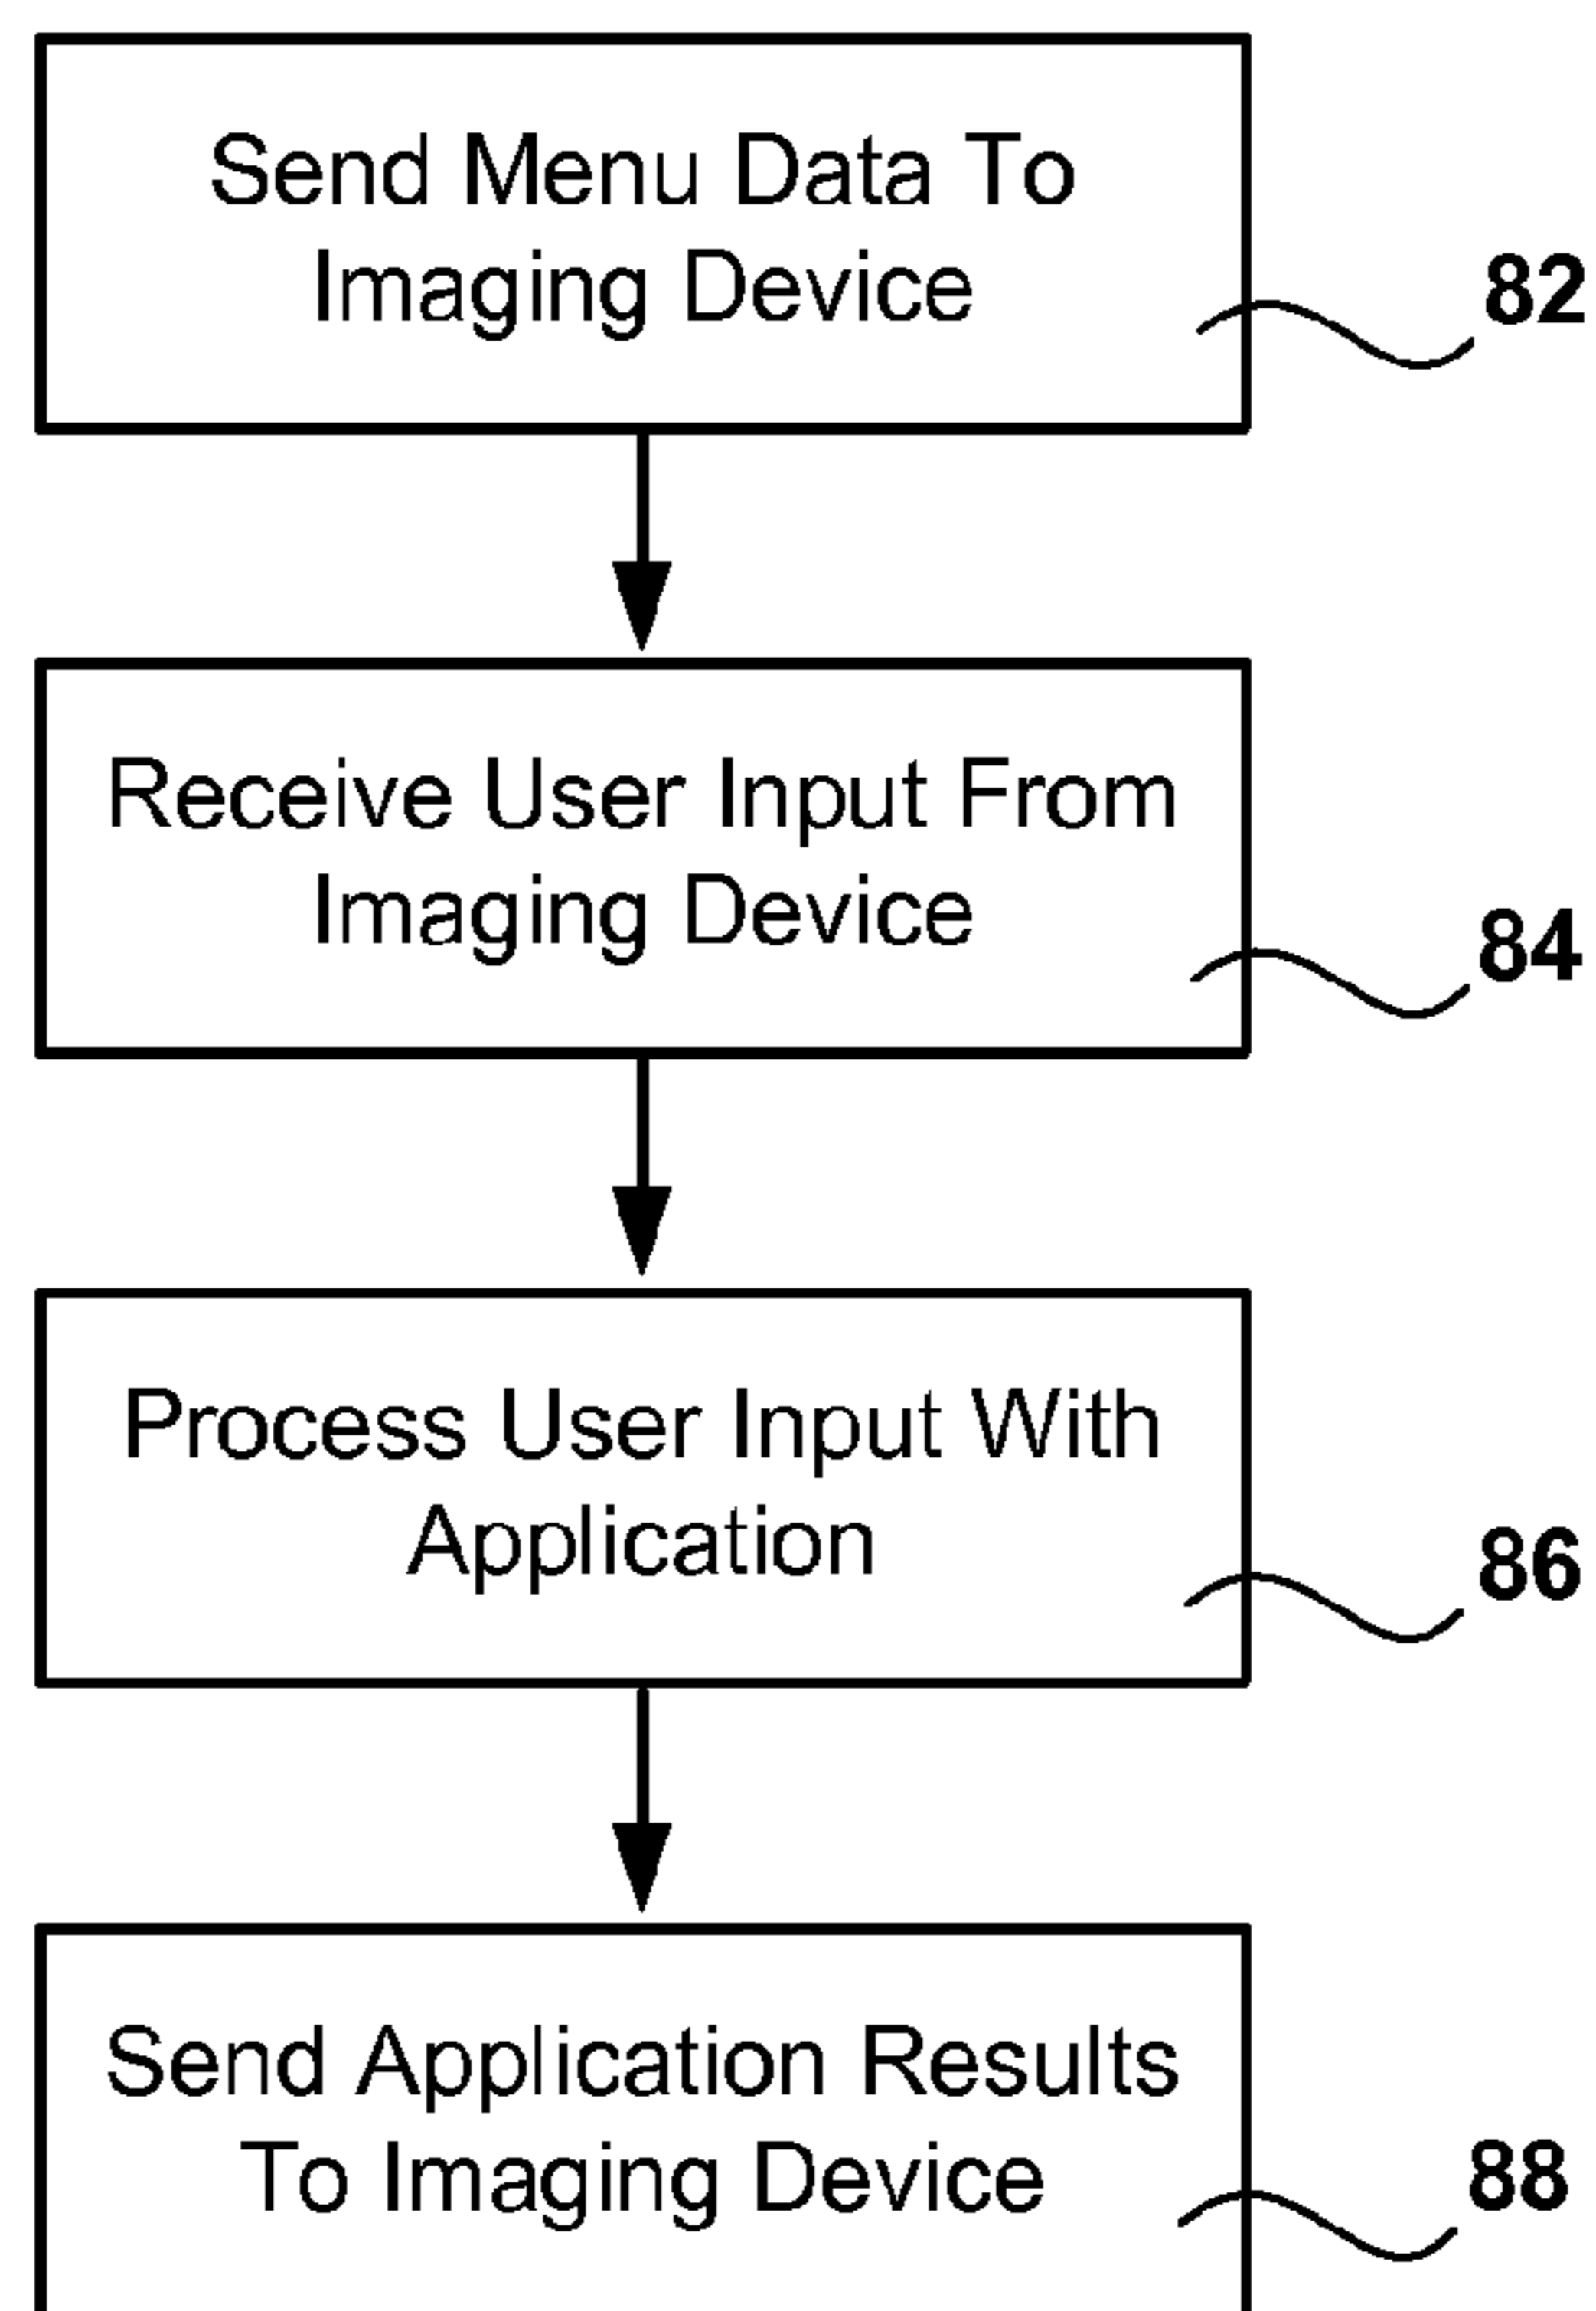 Send Menu Data To
Imaging Device
82
Receive User Input From
Imaging Device
84
Process User Input With
Application
86
Send Application Results
To Imaging Device
88